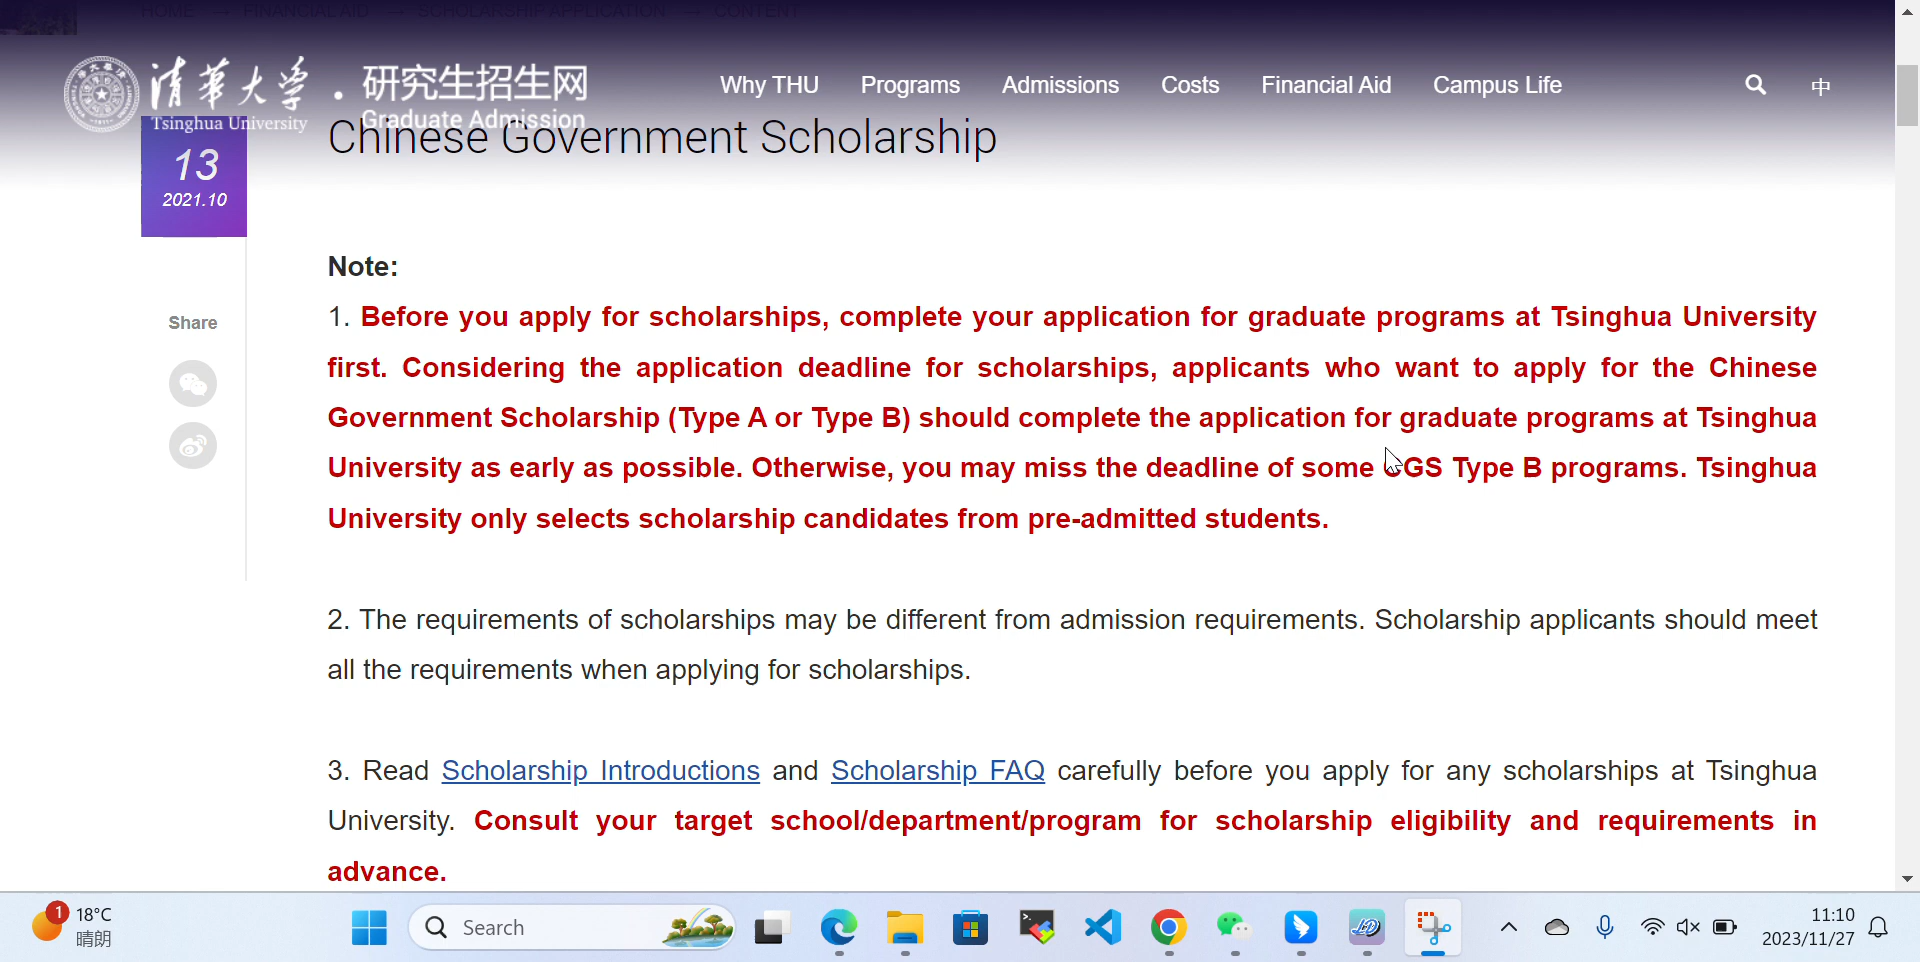 HOME → FINANCIAL AID → SCHOLARSHIP APPLICATION → CONTENT
清华大学 . 研究生招生网
Tsinghua University Graduate Admission
Why THU Programs Admissions Costs Financial Aid Campus Life 中
Chinese Government Scholarship
13
2021.10
Share
Note:
1. Before you apply for scholarships, complete your application for graduate programs at Tsinghua University
first. Considering the application deadline for scholarships, applicants who want to apply for the Chinese
Government Scholarship (Type A or Type B) should complete the application for graduate programs at Tsinghua
University as early as possible. Otherwise, you may miss the deadline of some CGS Type B programs. Tsinghua
University only selects scholarship candidates from pre-admitted students.
2. The requirements of scholarships may be different from admission requirements. Scholarship applicants should meet
all the requirements when applying for scholarships.
3. Read Scholarship Introductions and Scholarship FAQ carefully before you apply for any scholarships at Tsinghua
University. Consult your target school/department/program for scholarship eligibility and requirements in
advance.
1
18°C
晴朗
Search
11:10
2023/11/27